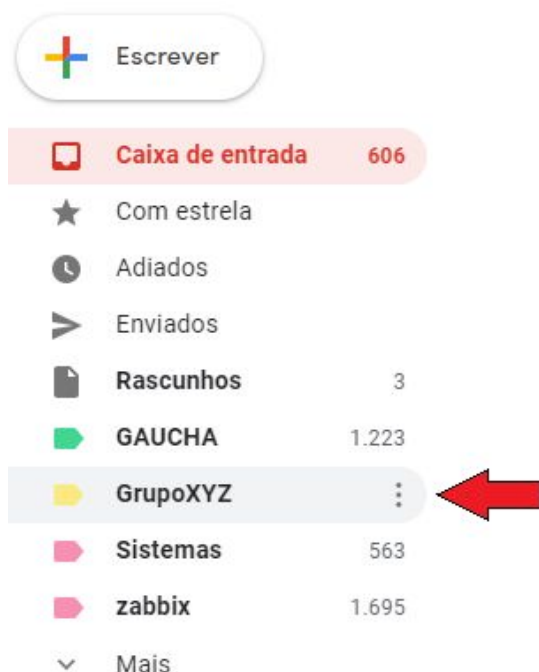 Escrever
Caixa de entrada 606
Com estrela
Adiados
Enviados
Rascunhos 3
GAUCHA 1.223
GrupoXYZ
Sistemas 563
zabbix 1.695
Mais